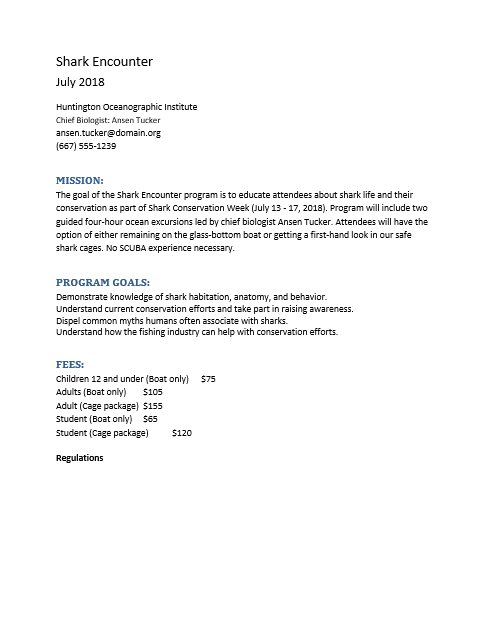 Shark Encounter
July 2018
Huntington Oceanographic Institute
Chief Biologist: Ansen Tucker
ansen.tucker@domain.org
(667) 555-1239
MISSION:
The goal of the Shark Encounter program is to educate attendees about shark life and their
conservation as part of Shark Conservation Week (July 13 - 17, 2018). Program will include two
guided four-hour ocean excursions led by chief biologist Ansen Tucker. Attendees will have the
option of either remaining on the glass-bottom boat or getting a first-hand look in our safe
shark cages. No SCUBA experience necessary.
PROGRAM GOALS:
Demonstrate knowledge of shark habitation, anatomy, and behavior.
Understand current conservation efforts and take part in raising awareness.
Dispel common myths humans often associate with sharks.
Understand how the fishing industry can help with conservation efforts.
FEES:
Children 12 and under (Boat only) $75
Adults (Boat only) $105
Adult (Cage package) $155
Student (Boat only) $65
Student (Cage package) $120
Regulations